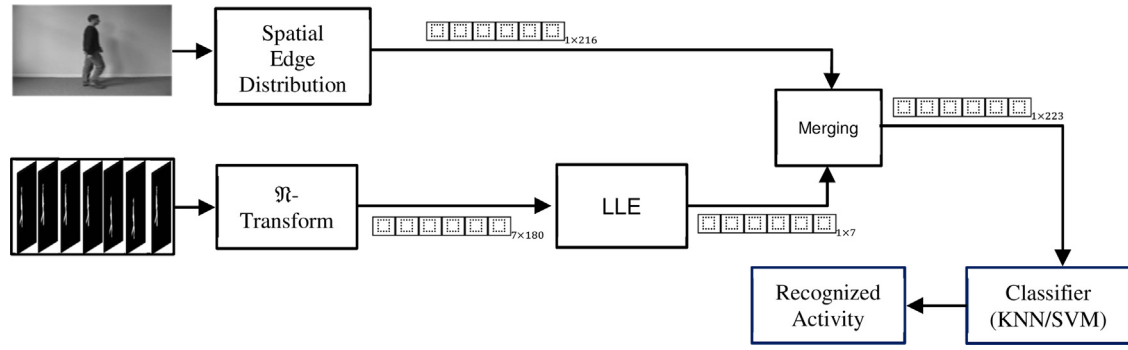 Spatial
Edge
Distribution
1×216
Merging
1×223
ℜ-
Transform
7×180
LLE
1×7
Recognized
Activity
Classifier
(KNN/SVM)